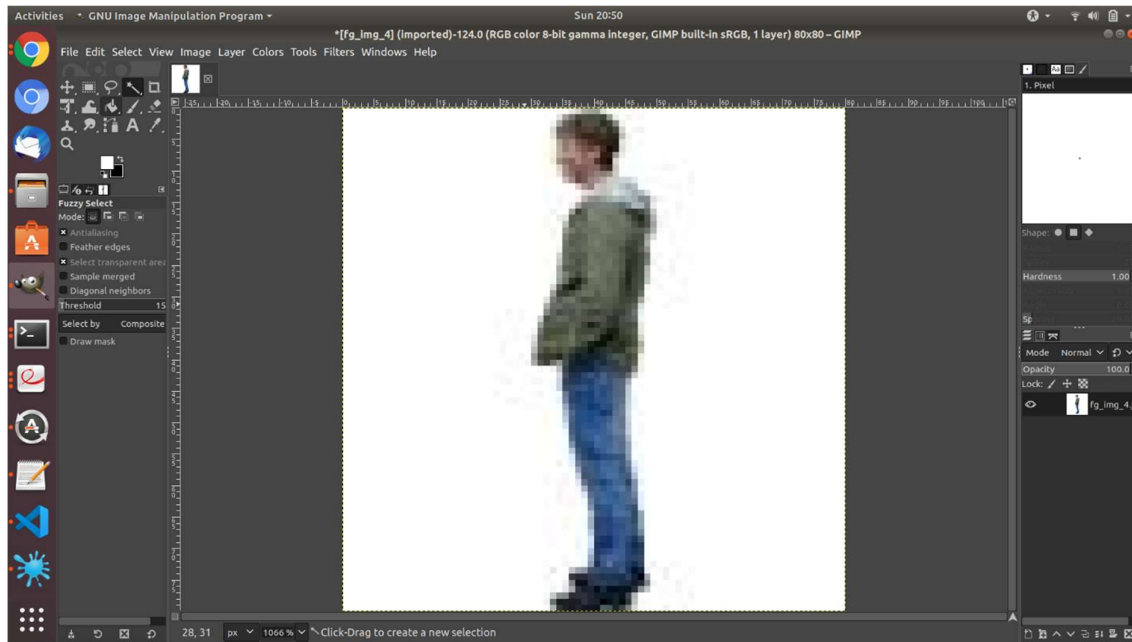 Activities GNU Image Manipulation Program Sun 20:50
*[fg_img_4] (imported)-124.0 (RGB color 8-bit gamma integer, GIMP built-in sRGB, 1 layer) 80x80 – GIMP
File Edit Select View Image Layer Colors Tools Filters Windows Help
1. Pixel
Fuzzy Select
Mode:
Antialiasing
Feather edges
Select transparent area
Sample merged
Diagonal neighbors
Threshold 15
Select by Composite
Draw mask
Shape:
Hardness 1.00
Sp
Mode Normal
Opacity 100.0
Lock:
fg_img_4.
28, 31 px 1066 % Click-Drag to create a new selection